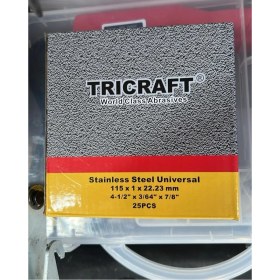 TRICRAFT®
World Class Abrasives
Stainless Steel Universal
115 x 1 x 22.23 mm
4-1/2" x 3/64" x 7/8"
25PCS